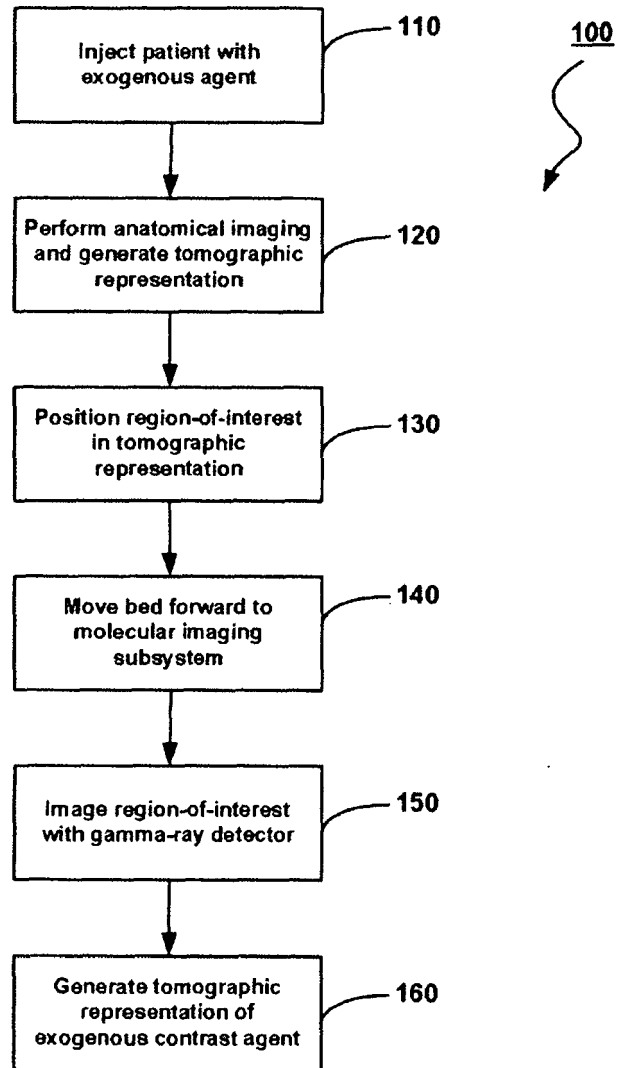 Inject patient with
exogenous agent
110
100
Perform anatomical imaging
and generate tomographic
representation
120
Position region-of-interest
in tomographic
representation
130
Move bed forward to
molecular imaging
subsystem
140
Image region-of-interest
with gamma-ray detector
150
Generate tomographic
representation of
exogenous contrast agent
160